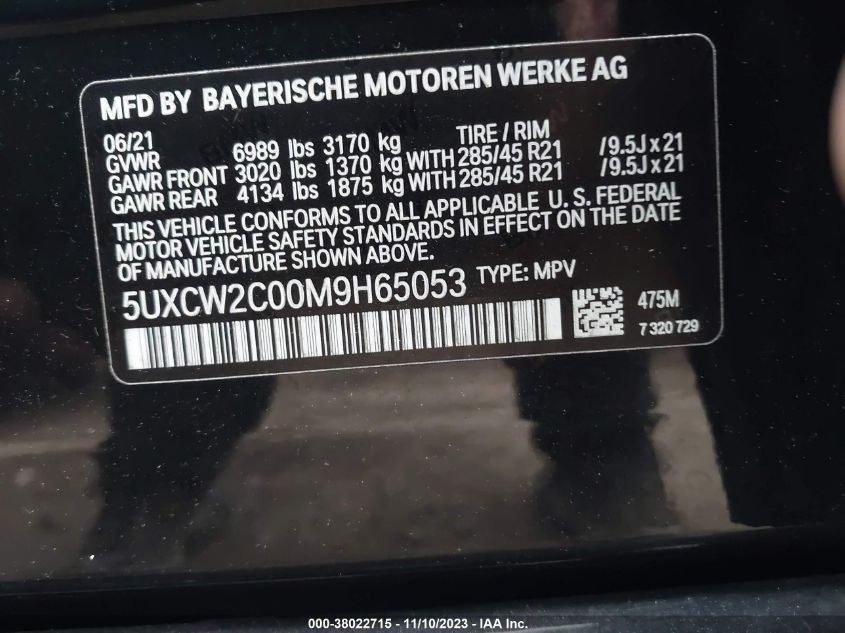 MFD BY BAYERISCHE MOTOREN WERKE AG
06/21 TIRE / RIM
GVWR 6989 lbs 3170 kg
GAWR FRONT 3020 lbs 1370 kg WITH 285/45 R21 /9.5J x 21
GAWR REAR 4134 lbs 1875 kg WITH 285/45 R21 /9.5J x 21
THIS VEHICLE CONFORMS TO ALL APPLICABLE U. S. FEDERAL
MOTOR VEHICLE SAFETY STANDARDS IN EFFECT ON THE DATE
OF MANUFACTURE SHOWN ABOVE.
5UXCW2C00M9H65053 TYPE: MPV
475M
7 320 729
000-38022715 - 11/10/2023 - IAA Inc.